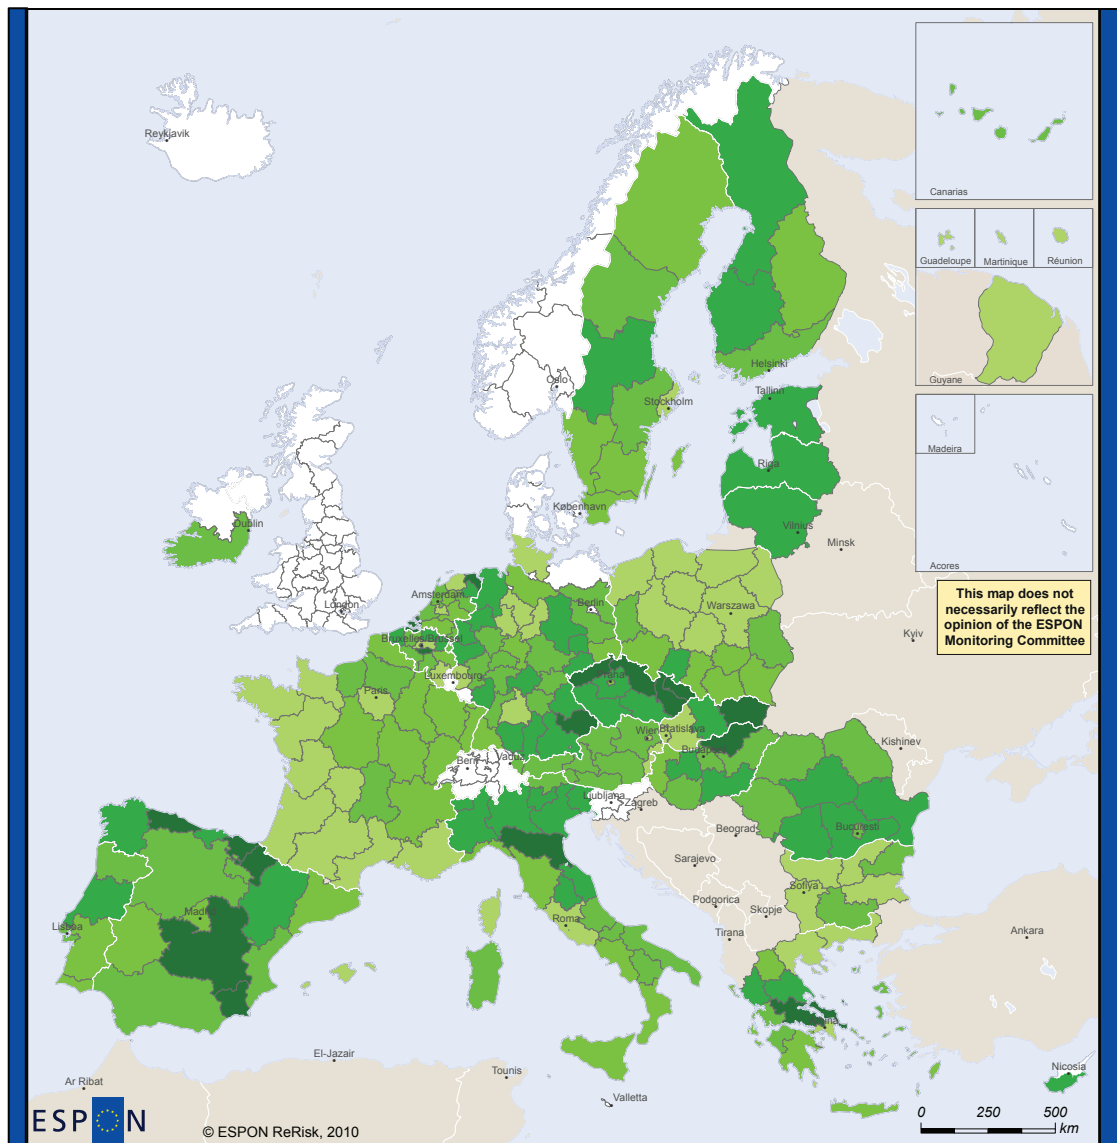 Reykjavik
Canarias
Guadeloupe
Martinique
Réunion
Guyane
Madeira
Acores
This map does not
necessarily reflect the
opinion of the ESPON
Monitoring Committee
Oslo
Helsinki
Tallinn
Stockholm
Riga
København
Vilnius
Minsk
Dublin
London
Amsterdam
Berlin
Warszawa
Bruxelles/Brussel
Kyiv
Luxembourg
Praha
Paris
Wien
Bratislava
Kishinev
Bern
Vaduz
Budapest
Ljubljana
Zagreb
Beograd
Bucuresti
Sarajevo
Sofiya
Podgorica
Skopje
Roma
Tirana
Madrid
Lisboa
Ankara
El-Jazair
Tounis
Ar Ribat
Valletta
Nicosia
ESPON
© ESPON ReRisk, 2010
0 250 500
km